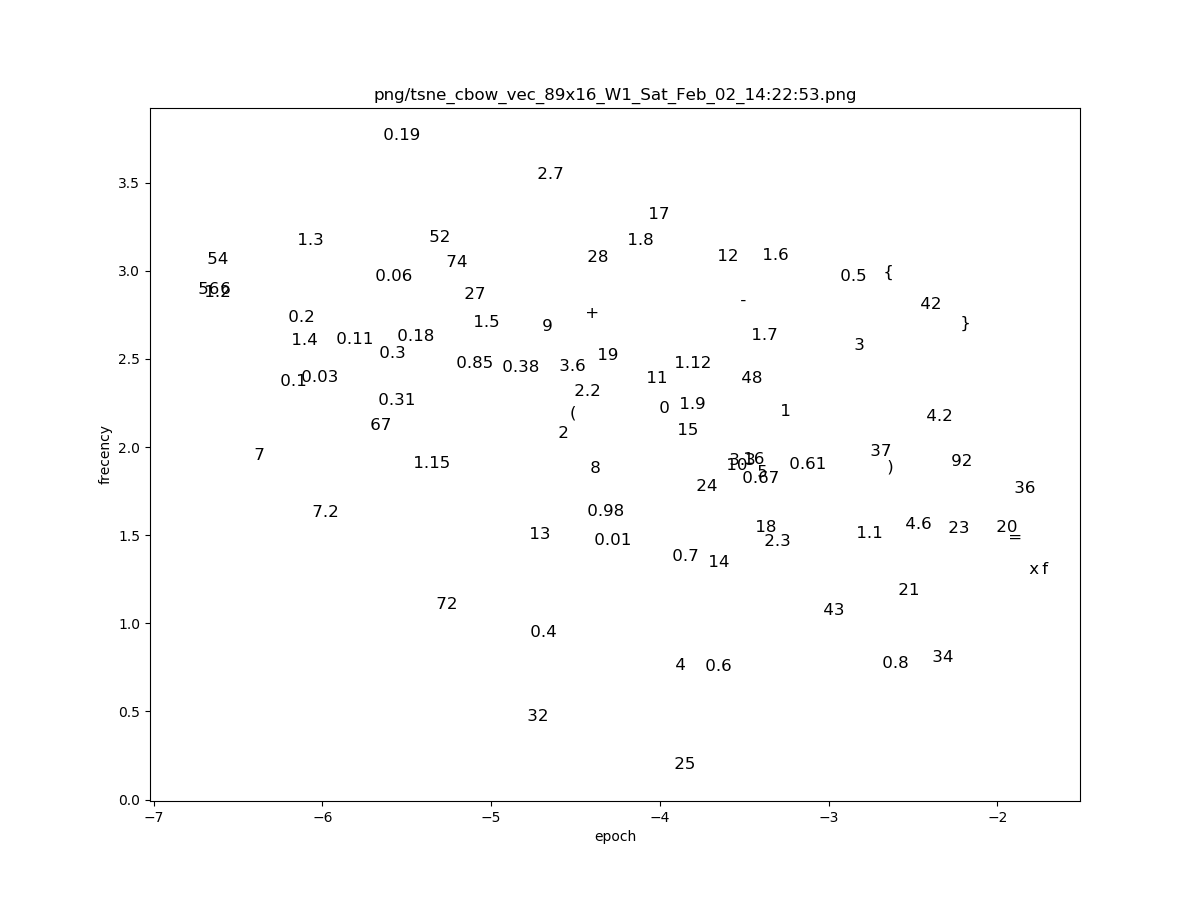 png/tsne_cbow_vec_89x16_W1_Sat_Feb_02_14:22:53.png
0.19
2.7
3.5
17
1.3 52 1.8
54 74 28 12 1.6
3.0 0.06 0.5 {
566 1.2 27 - 42
0.2 1.5 9 + }
1.4 0.11 0.18 1.7 3
2.5 0.3 0.85 0.38 3.6 19 1.12
0.1 0.03 2.2 11 48
0.31 ( 0 1.9 1 4.2
67 2 15
2.0 7 1.15 8 10 3.3 16 5 0.61 37 ) 92
frecency
24 0.67 36
7.2 0.98
1.5 13 0.01 18 2.3 1.1 4.6 23 20 =
0.7 14 x f
72 43 21
1.0 0.4
4 0.6 0.8 34
0.5 32
25
0.0
−7 −6 −5 −4 −3 −2
epoch